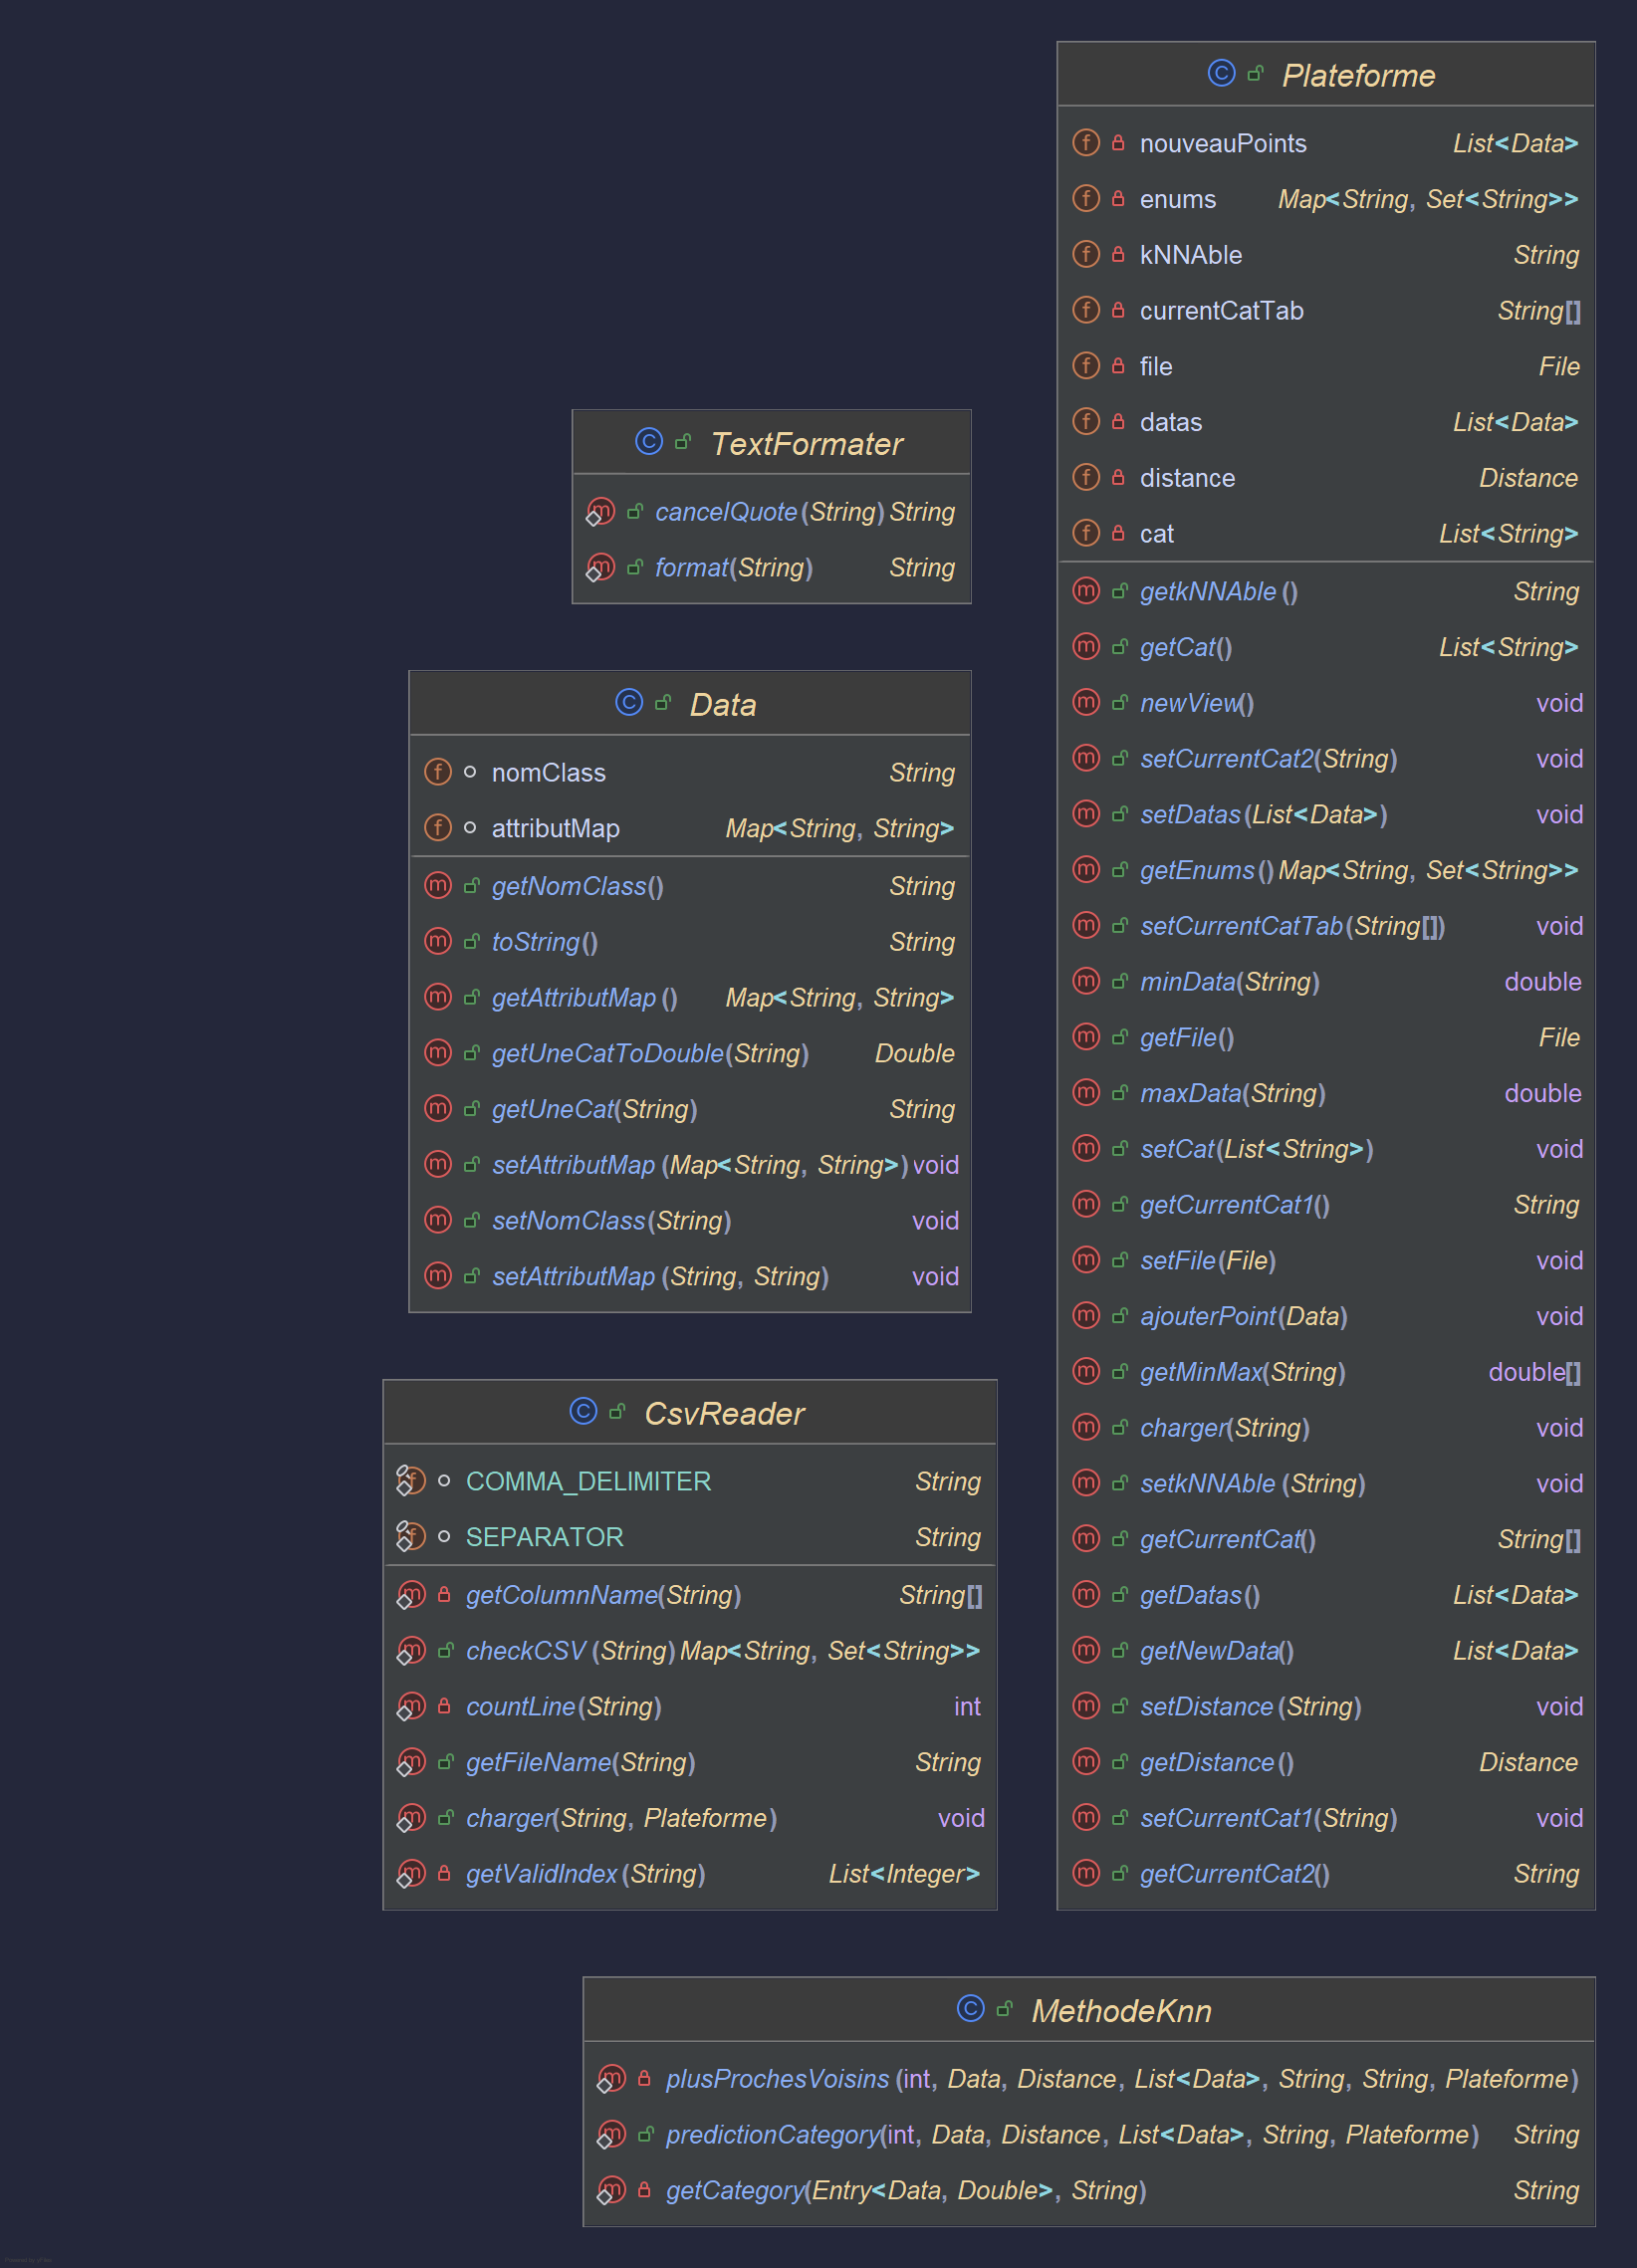 Plateforme
nouveauPoints List<Data>
enums Map<String, Set<String>>
kNNAble String
currentCatTab String[]
file File
datas List<Data>
distance Distance
cat List<String>
getkNNAble() String
getCat() List<String>
newView() void
setCurrentCat2(String) void
setDatas(List<Data>) void
getEnums() Map<String, Set<String>>
setCurrentCatTab(String[]) void
minData(String) double
getFile() File
maxData(String) double
setCat(List<String>) void
getCurrentCat1() String
setFile(File) void
ajouterPoint(Data) void
getMinMax(String) double[]
charger(String) void
setkNNAble(String) void
getCurrentCat() String[]
getDatas() List<Data>
getNewData() List<Data>
setDistance(String) void
getDistance() Distance
setCurrentCat1(String) void
getCurrentCat2() String
TextFormater
cancelQuote(String) String
format(String) String
Data
nomClass String
attributMap Map<String, String>
getNomClass() String
toString() String
getAttributMap() Map<String, String>
getUneCatToDouble(String) Double
getUneCat(String) String
setAttributMap(Map<String, String>) void
setNomClass(String) void
setAttributMap(String, String) void
CsvReader
COMMA_DELIMITER String
SEPARATOR String
getColumnName(String) String[]
checkCSV(String) Map<String, Set<String>>
countLine(String) int
getFileName(String) String
charger(String, Plateforme) void
getValidIndex(String) List<Integer>
MethodeKnn
plusProchesVoisins(int, Data, Distance, List<Data>, String, String, Plateforme)
predictionCategory(int, Data, Distance, List<Data>, String, Plateforme) String
getCategory(Entry<Data, Double>, String) String